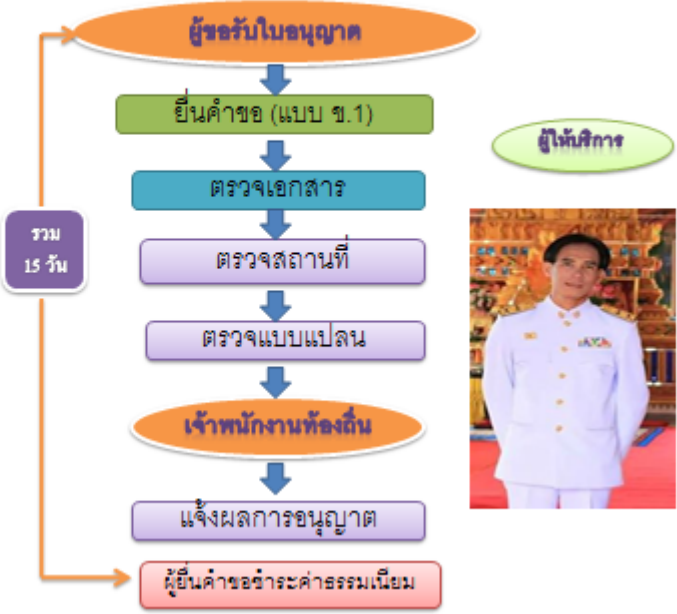 ผู้ขอรับใบอนุญาต
ยื่นคำขอ (แบบ ข.1)
ผู้ให้บริการ
ตรวจเอกสาร
รวม
15 วัน
ตรวจสถานที่
ตรวจแบบแปลน
เจ้าพนักงานท้องถิ่น
แจ้งผลการอนุญาต
ผู้ยื่นคำขอชำระค่าธรรมเนียม